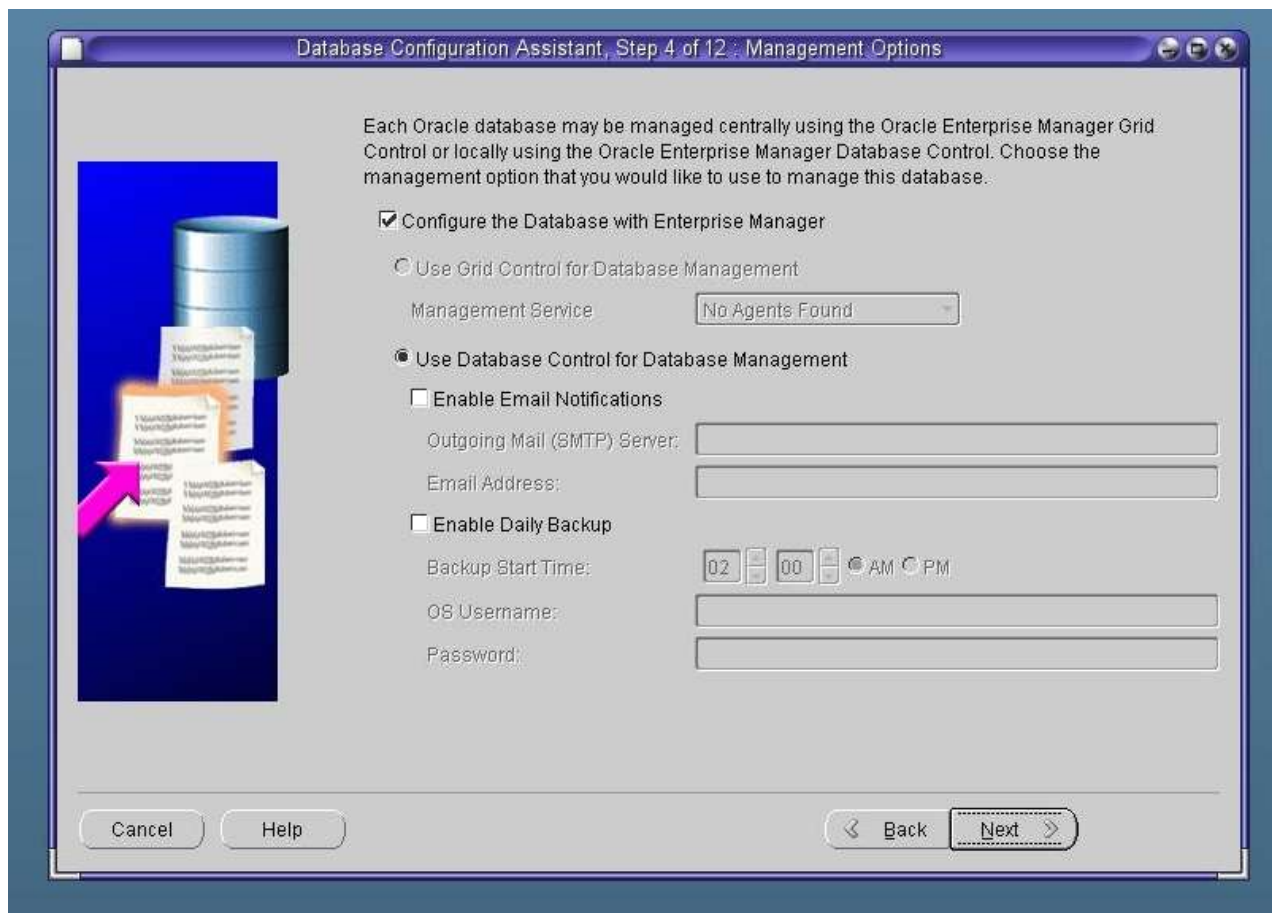 Database Configuration Assistant, Step 4 of 12 : Management Options
Each Oracle database may be managed centrally using the Oracle Enterprise Manager Grid
Control or locally using the Oracle Enterprise Manager Database Control. Choose the
management option that you would like to use to manage this database.
Configure the Database with Enterprise Manager
Use Grid Control for Database Management
Management Service No Agents Found
Use Database Control for Database Management
Enable Email Notifications
Outgoing Mail (SMTP) Server:
Email Address:
Enable Daily Backup
Backup Start Time: 02 00 AM PM
OS Username:
Password:
Cancel Help Back Next